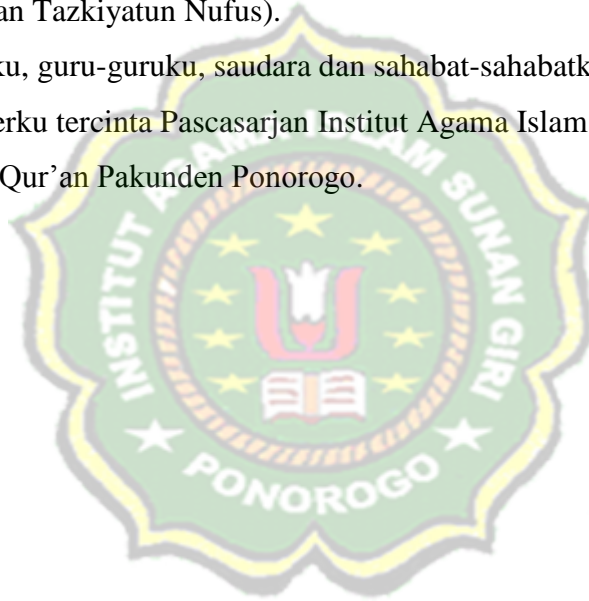 an Tazkiyatun Nufus).
ku, guru-guruku, saudara dan sahabat-sahabatk
erku tercinta Pascasarjan Institut Agama Islam
Qur’an Pakunden Ponorogo.
INSTITUT AGAMA ISLAM SUNAN GIRI
PONOROGO